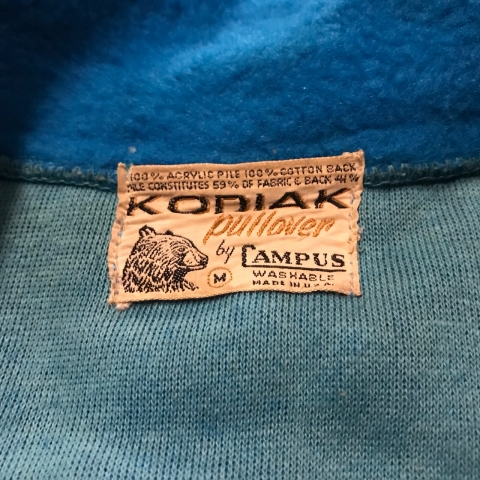 100% ACRYLIC PILE 100% COTTON BACK
PILE CONSTITUTES 59% OF FABRIC & BACK 41%
KODIAK
pullover
by CAMPUS
M
WASHABLE
MADE IN U.S.A.